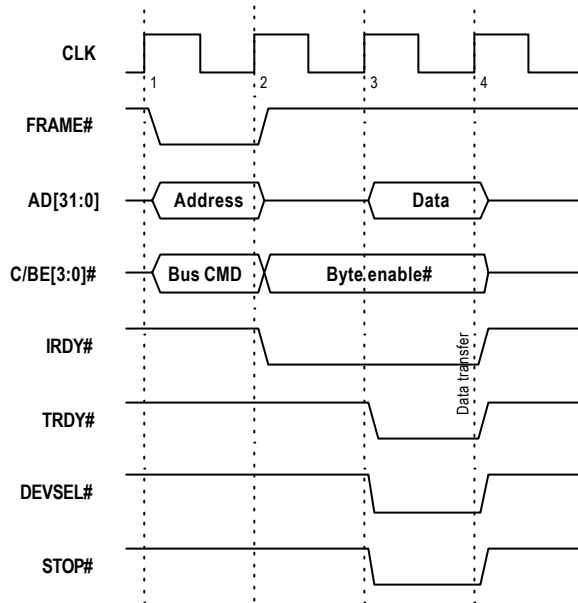 CLK
1 2 3 4
FRAME#
AD[31:0] Address Data
C/BE[3:0]# Bus CMD Byte enable#
IRDY#
Data transfer
TRDY#
DEVSEL#
STOP#